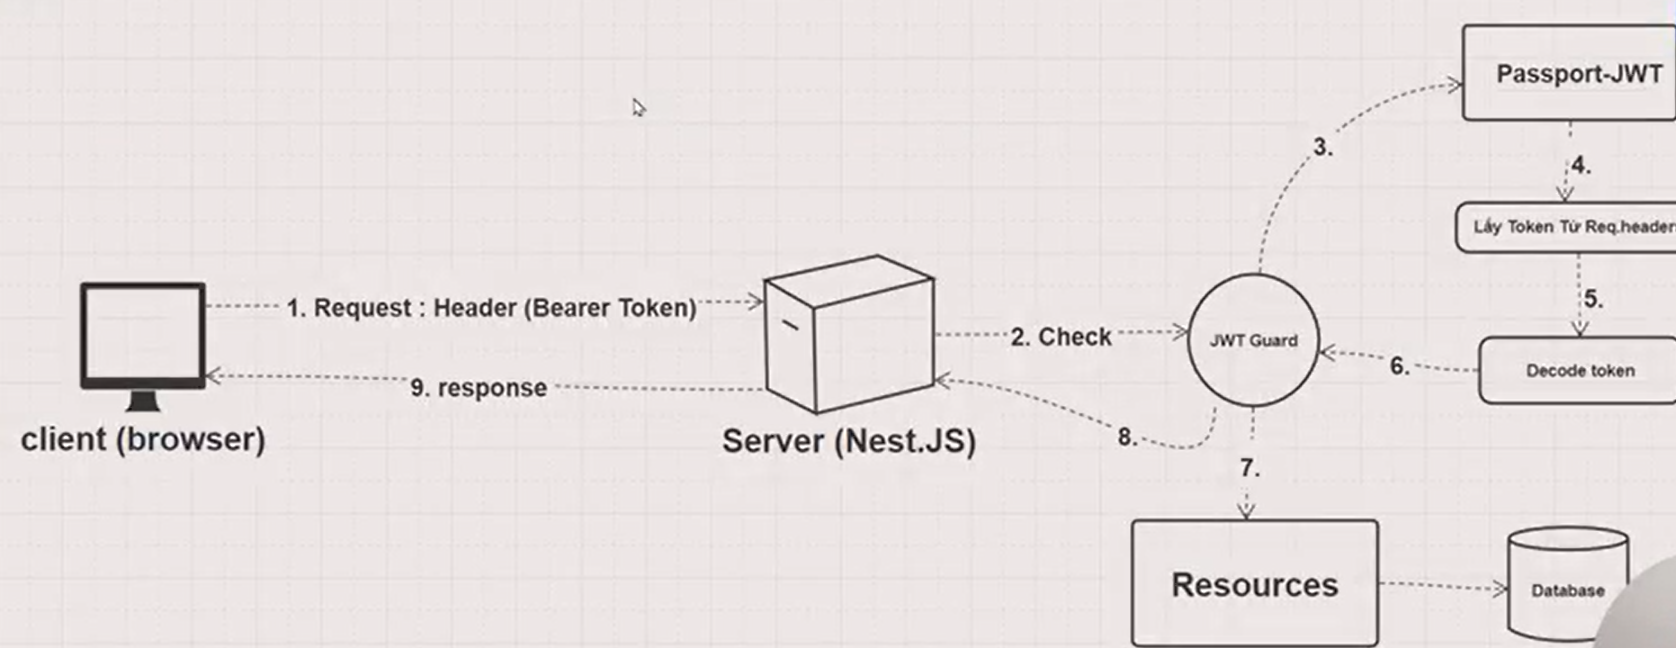 Passport-JWT
3.
4.
Lấy Token Từ Req.header
5.
1. Request : Header (Bearer Token)
2. Check
JWT Guard
6.
Decode token
9. response
client (browser)
Server (Nest.JS)
8.
7.
Resources
Database